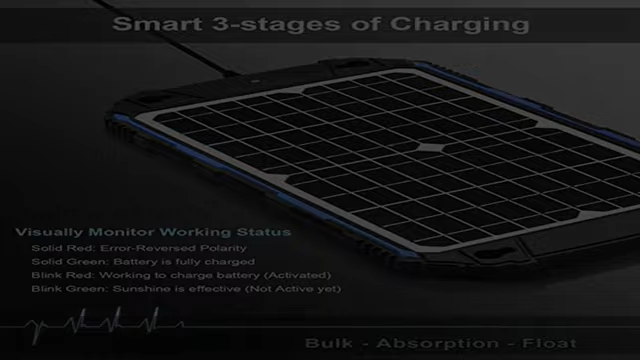 Smart 3-stages of Charging
Visually Monitor Working Status
Solid Red: Error-Reversed Polarity
Solid Green: Battery is fully charged
Blink Red: Working to charge battery (Activated)
Blink Green: Sunshine is effective (Not Active yet)
Bulk - Absorption - Float